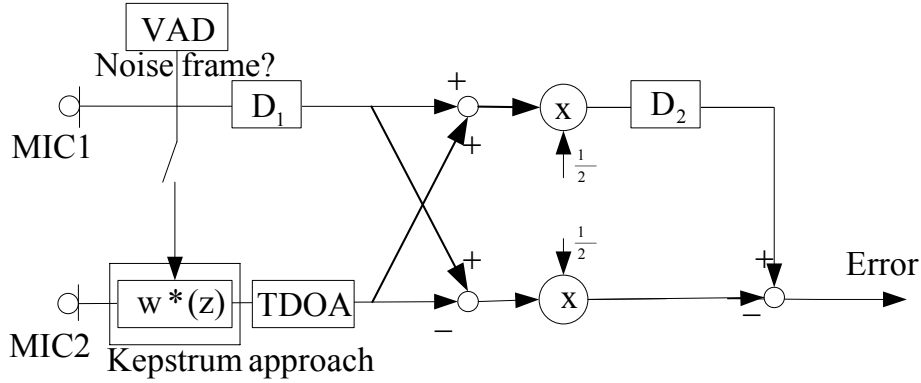 VAD
Noise frame?
D1
+
x
D2
MIC1
+
1/2
+
1/2
+
Error
w*(z)
TDOA
−
x
−
MIC2
Kepstrum approach